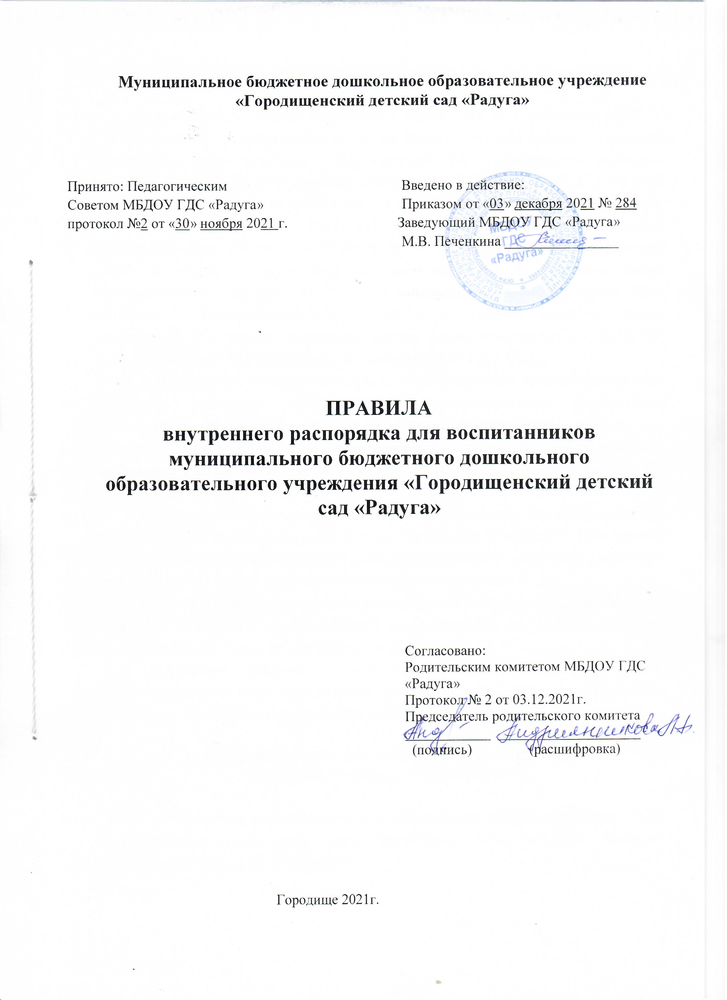 Муниципальное бюджетное дошкольное образовательное учреждение
«Городищенский детский сад «Радуга»
Принято: Педагогическим
Советом МБДОУ ГДС «Радуга»
протокол №2 от «30» ноября 2021 г.
Введено в действие:
Приказом от «03» декабря 2021 № 284
Заведующий МБДОУ ГДС «Радуга»
М.В. Печенкина
МБДОУ
ГДС
«Радуга»
ПРАВИЛА
внутреннего распорядка для воспитанников
муниципального бюджетного дошкольного
образовательного учреждения «Городищенский детский
сад «Радуга»
Согласовано:
Родительским комитетом МБДОУ ГДС
«Радуга»
Протокол № 2 от 03.12.2021г.
Председатель родительского комитета
(подпись) (расшифровка)
Городище 2021г.